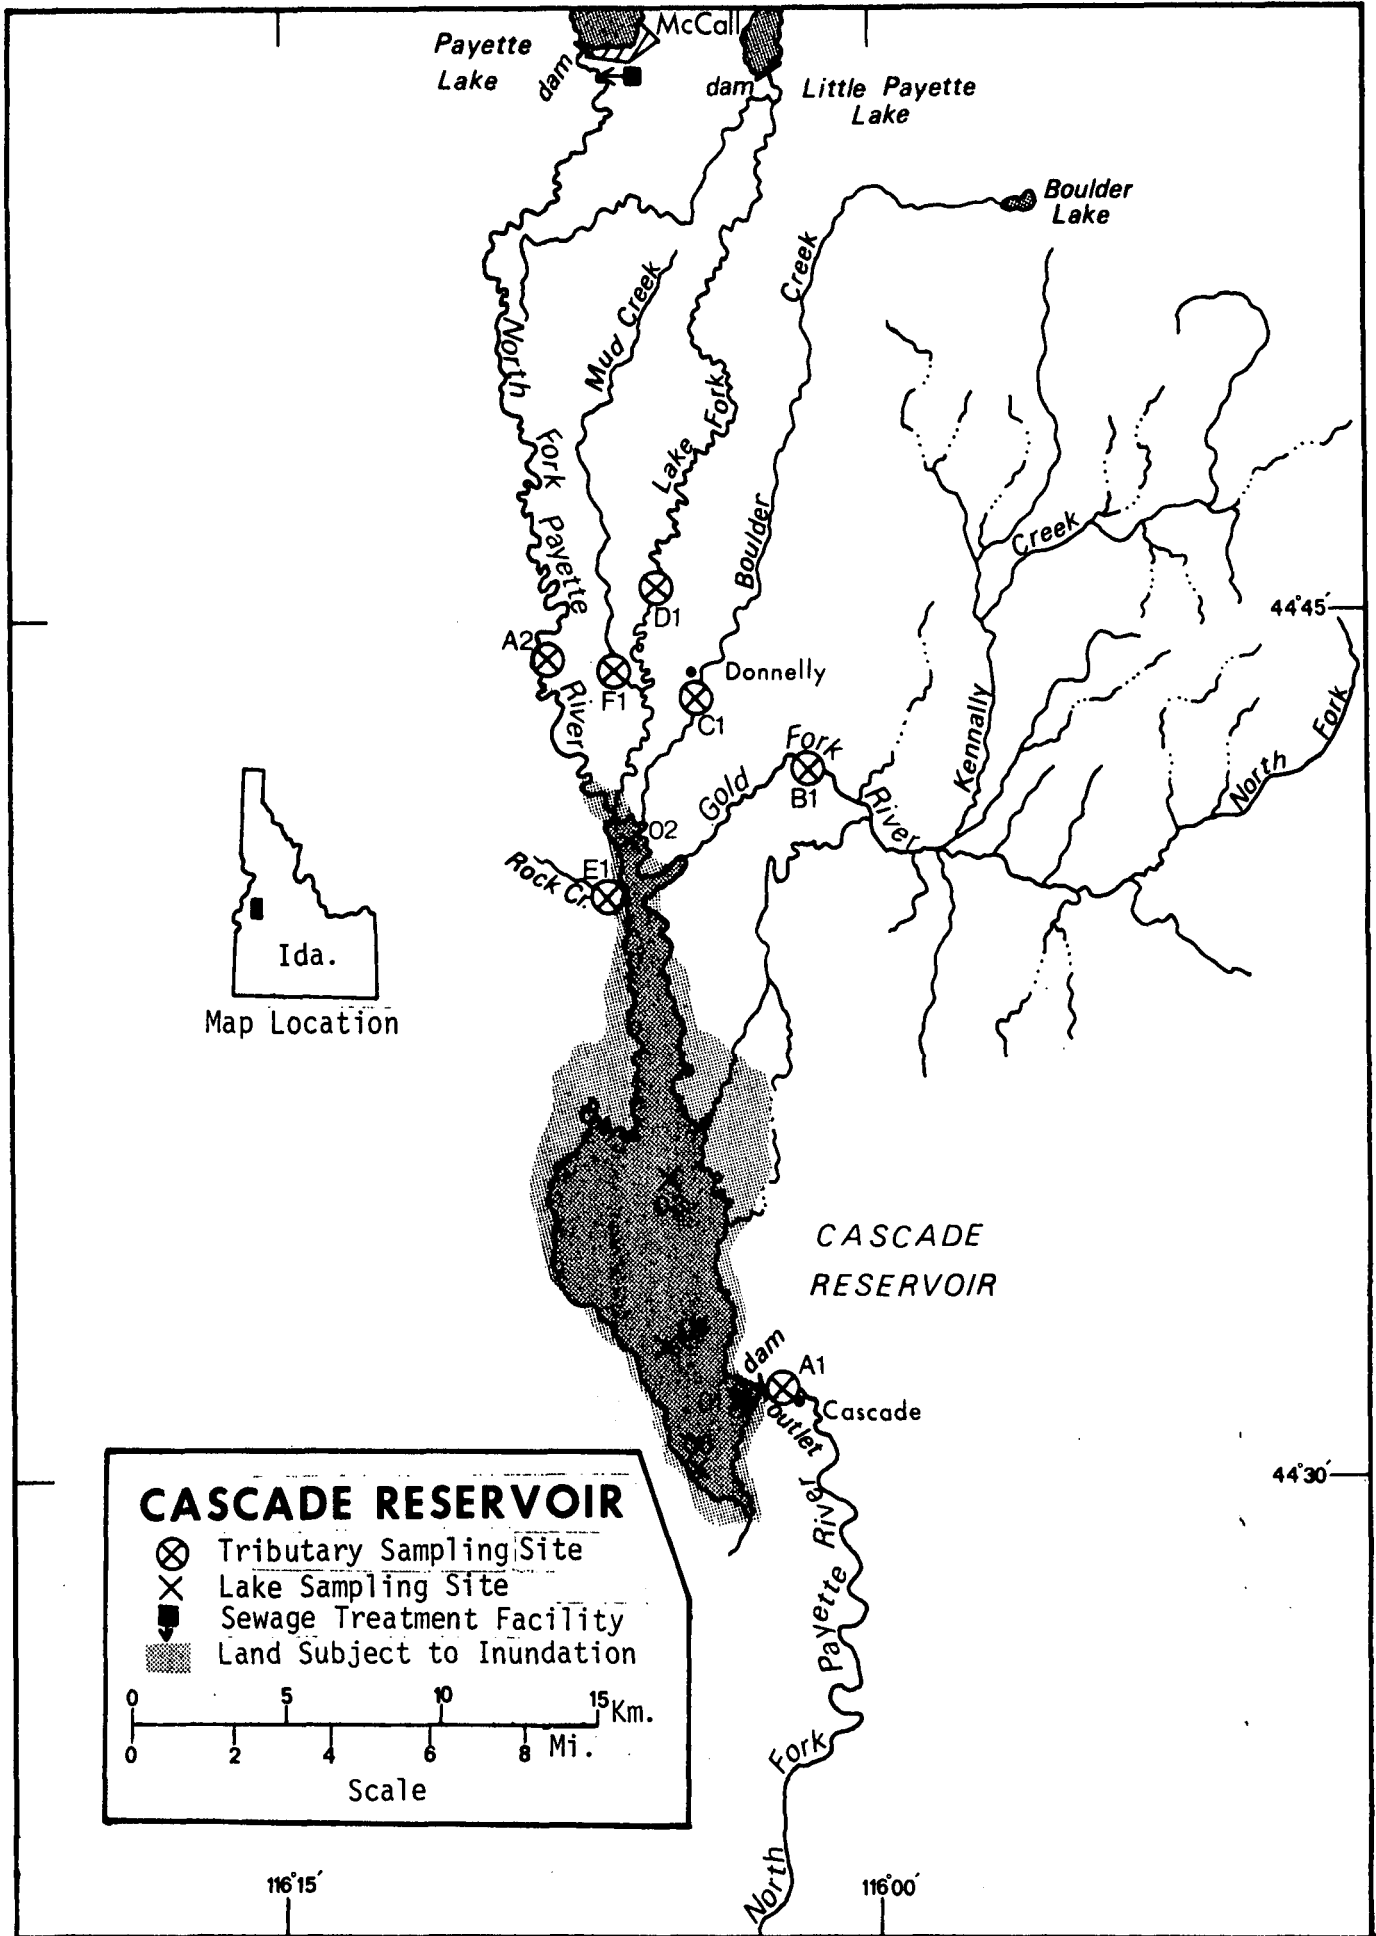 McCall
Payette
Lake
dam
dam
Little Payette
Lake
Boulder
Lake
Creek
Mud Creek
North
Fork
Payette
River
Lake
Fork
Boulder
Creek
44°45'
D1
A2
F1
Donnelly
C1
Kennally
Fork
North
Fork
B1
Gold
River
02
E1
Rock Cr.
Ida.
Map Location
CASCADE
RESERVOIR
dam
A1
Cascade
outlet
44°30'
CASCADE RESERVOIR
Tributary Sampling Site
Lake Sampling Site
Sewage Treatment Facility
Land Subject to Inundation
0 5 10 15 Km.
0 2 4 6 8 Mi.
Scale
Payette River
Fork
North
116°15'
116°00'